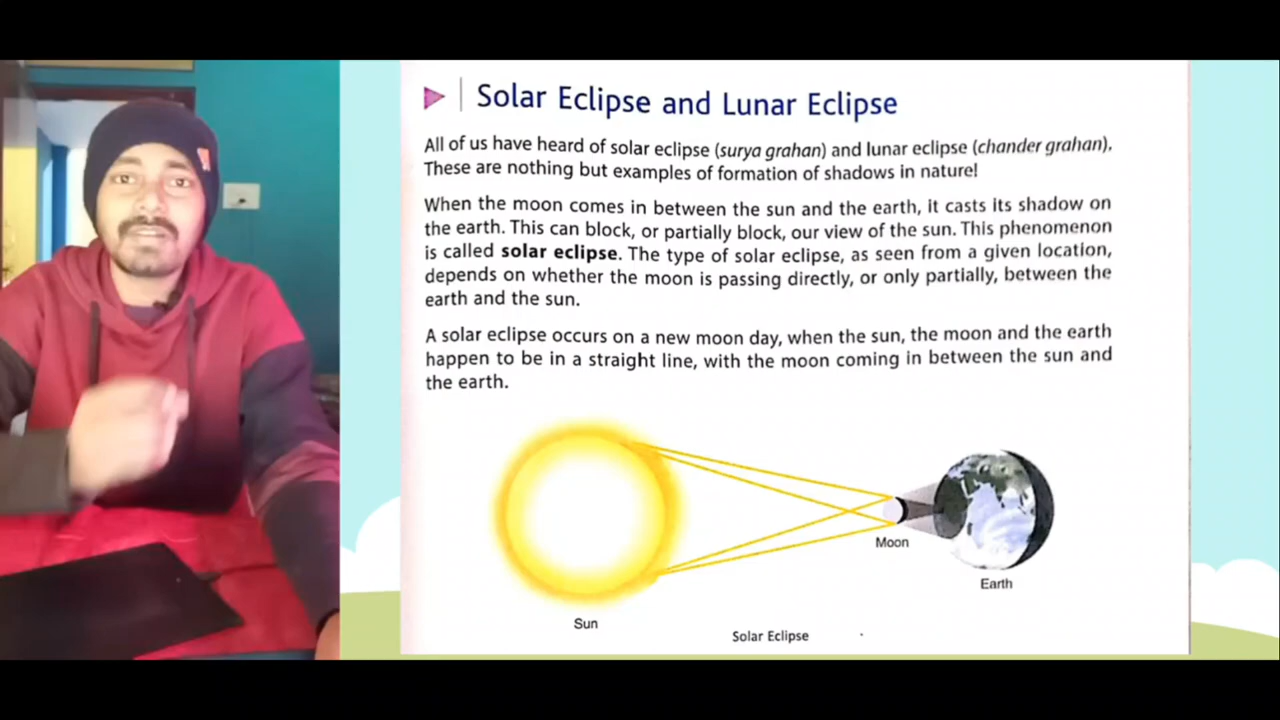 Solar Eclipse and Lunar Eclipse
All of us have heard of solar eclipse (surya grahan) and lunar eclipse (chander grahan).
These are nothing but examples of formation of shadows in nature!
When the moon comes in between the sun and the earth, it casts its shadow on
the earth. This can block, or partially block, our view of the sun. This phenomenon
is called solar eclipse. The type of solar eclipse, as seen from a given location,
depends on whether the moon is passing directly, or only partially, between the
earth and the sun.
A solar eclipse occurs on a new moon day, when the sun, the moon and the earth
happen to be in a straight line, with the moon coming in between the sun and
the earth.
Moon
Earth
Sun
Solar Eclipse